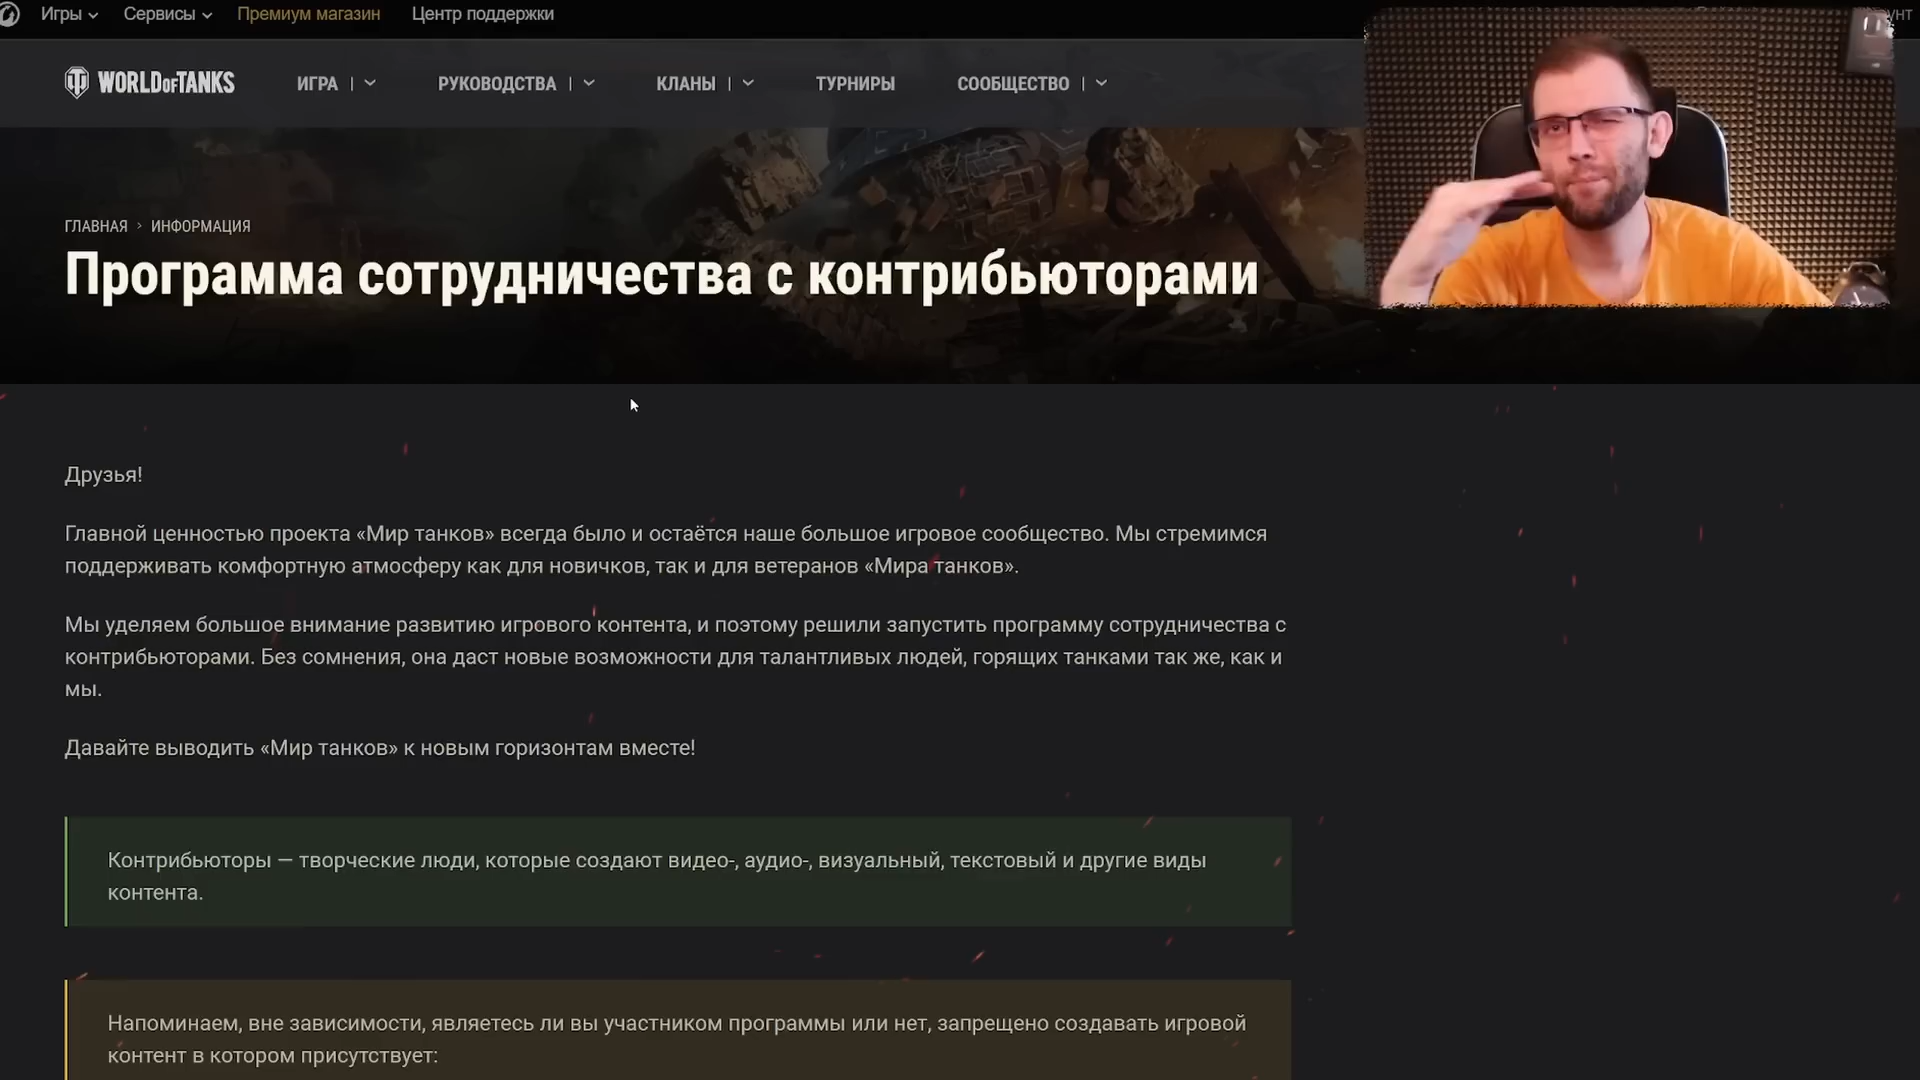 Игры
Сервисы
Премиум магазин
Центр поддержки
WORLD OF TANKS
ИГРА
РУКОВОДСТВА
КЛАНЫ
ТУРНИРЫ
СООБЩЕСТВО
ГЛАВНАЯ > ИНФОРМАЦИЯ
Программа сотрудничества с контрибьюторами
Друзья!
Главной ценностью проекта «Мир танков» всегда было и остаётся наше большое игровое сообщество. Мы стремимся
поддерживать комфортную атмосферу как для новичков, так и для ветеранов «Мира танков».
Мы уделяем большое внимание развитию игрового контента, и поэтому решили запустить программу сотрудничества с
контрибьюторами. Без сомнения, она даст новые возможности для талантливых людей, горящих танками так же, как и
мы.
Давайте выводить «Мир танков» к новым горизонтам вместе!
Контрибьюторы — творческие люди, которые создают видео-, аудио-, визуальный, текстовый и другие виды
контента.
Напоминаем, вне зависимости, являетесь ли вы участником программы или нет, запрещено создавать игровой
контент в котором присутствует: